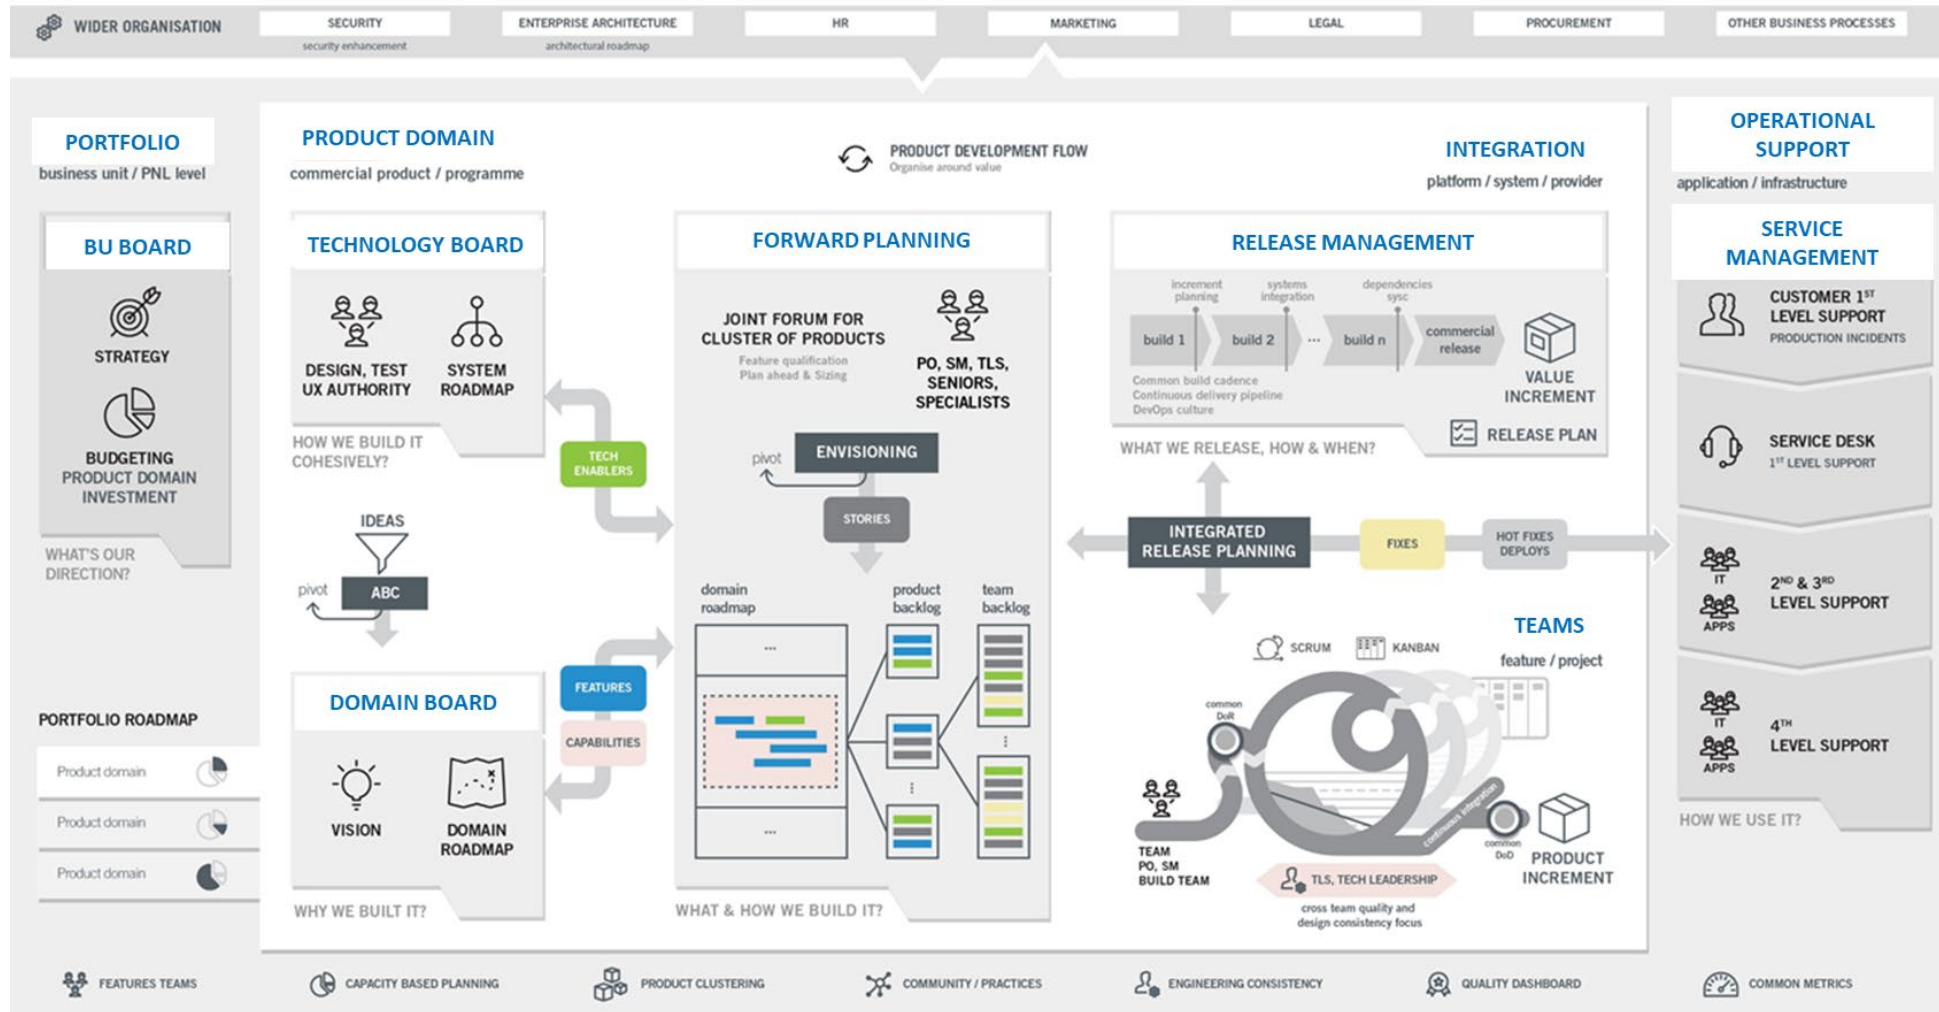 WIDER ORGANISATION
SECURITY
security enhancement
ENTERPRISE ARCHITECTURE
architectural roadmap
HR
MARKETING
LEGAL
PROCUREMENT
OTHER BUSINESS PROCESSES
PORTFOLIO
business unit / PNL level
BU BOARD
STRATEGY
BUDGETING
PRODUCT DOMAIN
INVESTMENT
WHAT'S OUR
DIRECTION?
PORTFOLIO ROADMAP
Product domain
Product domain
Product domain
PRODUCT DOMAIN
commercial product / programme
PRODUCT DEVELOPMENT FLOW
Organise around value
TECHNOLOGY BOARD
DESIGN, TEST
UX AUTHORITY
SYSTEM
ROADMAP
HOW WE BUILD IT
COHESIVELY?
TECH
ENABLERS
IDEAS
pivot
ABC
DOMAIN BOARD
VISION
DOMAIN
ROADMAP
WHY WE BUILT IT?
FEATURES
CAPABILITIES
FORWARD PLANNING
JOINT FORUM FOR
CLUSTER OF PRODUCTS
Feature qualification
Plan ahead & Sizing
PO, SM, TLS,
SENIORS,
SPECIALISTS
pivot
ENVISIONING
STORIES
domain
roadmap
product
backlog
team
backlog
...
...
...
...
WHAT & HOW WE BUILD IT?
INTEGRATION
platform / system / provider
RELEASE MANAGEMENT
increment
planning
systems
integration
dependencies
sysc
build 1
build 2
...
build n
commercial
release
Common build cadence
Continuous delivery pipeline
DevOps culture
VALUE
INCREMENT
RELEASE PLAN
WHAT WE RELEASE, HOW & WHEN?
INTEGRATED
RELEASE PLANNING
FIXES
HOT FIXES
DEPLOYS
TEAMS
feature / project
SCRUM
KANBAN
common
DoR
TEAM
PO, SM
BUILD TEAM
continuous integration
common
DoD
PRODUCT
INCREMENT
TLS, TECH LEADERSHIP
cross team quality and
design consistency focus
OPERATIONAL
SUPPORT
application / infrastructure
SERVICE
MANAGEMENT
CUSTOMER 1ST
LEVEL SUPPORT
PRODUCTION INCIDENTS
SERVICE DESK
1ST LEVEL SUPPORT
IT
APPS
2ND & 3RD
LEVEL SUPPORT
IT
APPS
4TH
LEVEL SUPPORT
HOW WE USE IT?
FEATURES TEAMS
CAPACITY BASED PLANNING
PRODUCT CLUSTERING
COMMUNITY / PRACTICES
ENGINEERING CONSISTENCY
QUALITY DASHBOARD
COMMON METRICS